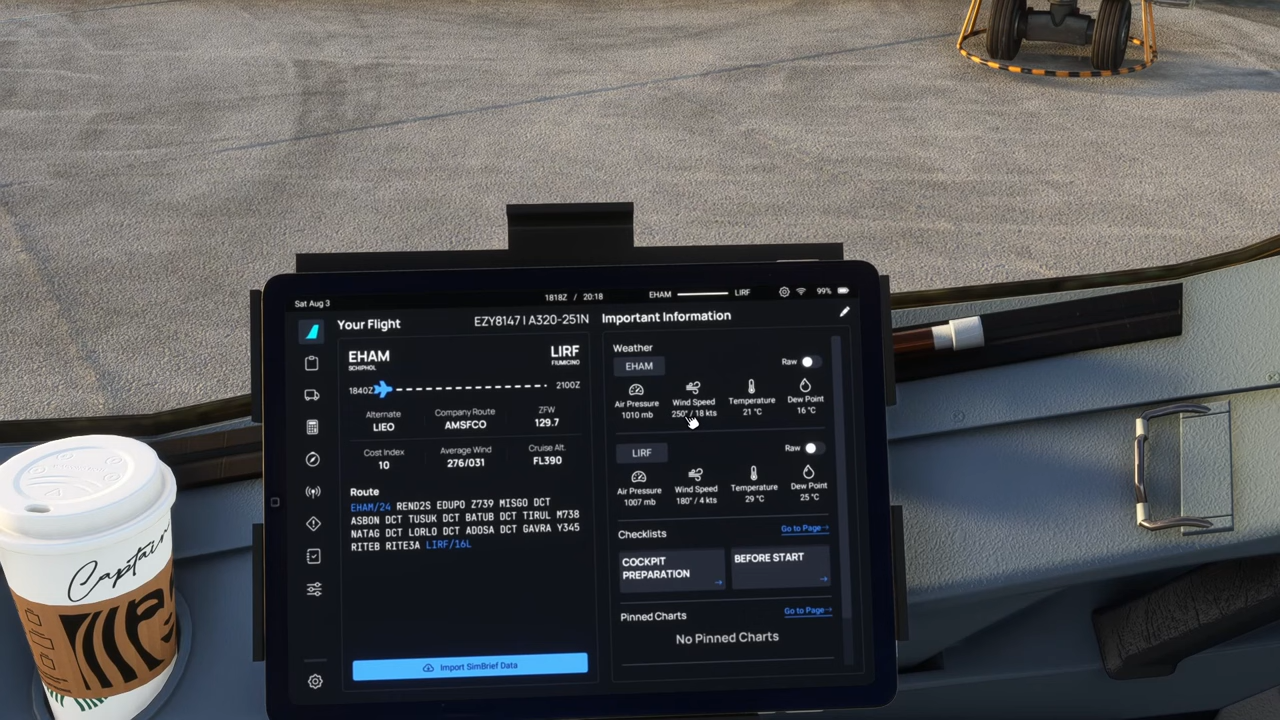 Sat Aug 3
1818Z / 20:18
EHAM LIRF
99%
Your Flight
EZY8147 | A320-251N
EHAM
SCHIPHOL
LIRF
FIUMICINO
1840Z
2100Z
Alternate
LIEO
Company Route
AMSFCO
ZFW
129.7
Cost Index
10
Average Wind
276/031
Cruise Alt.
FL390
Route
EHAM/24 REND2S EDUPO Z739 MISGO DCT
ASBON DCT TUSUK DCT BATUB DCT TIRUL M738
NATAG DCT LORLO DCT ADOSA DCT GAVRA Y345
RITEB RITE3A LIRF/16L
Import SimBrief Data
Important Information
Weather
EHAM
Raw
Air Pressure
1010 mb
Wind Speed
250° / 18 kts
Temperature
21 °C
Dew Point
16 °C
LIRF
Raw
Air Pressure
1007 mb
Wind Speed
180° / 4 kts
Temperature
29 °C
Dew Point
25 °C
Checklists
Go to Page
COCKPIT
PREPARATION
BEFORE START
Pinned Charts
Go to Page
No Pinned Charts
Captain